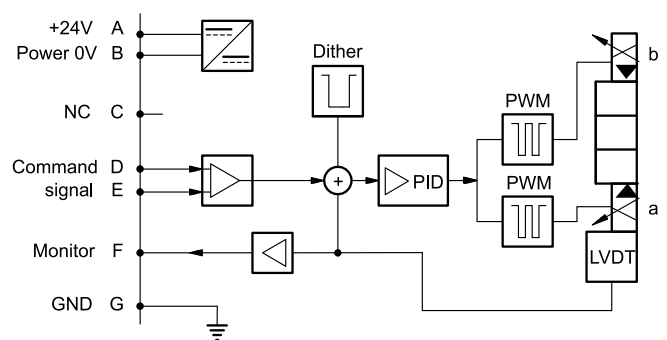 +24V A
Power 0V B
Dither
b
PWM
NC C
Command D
signal E
+
PID
PWM
a
Monitor F
LVDT
GND G